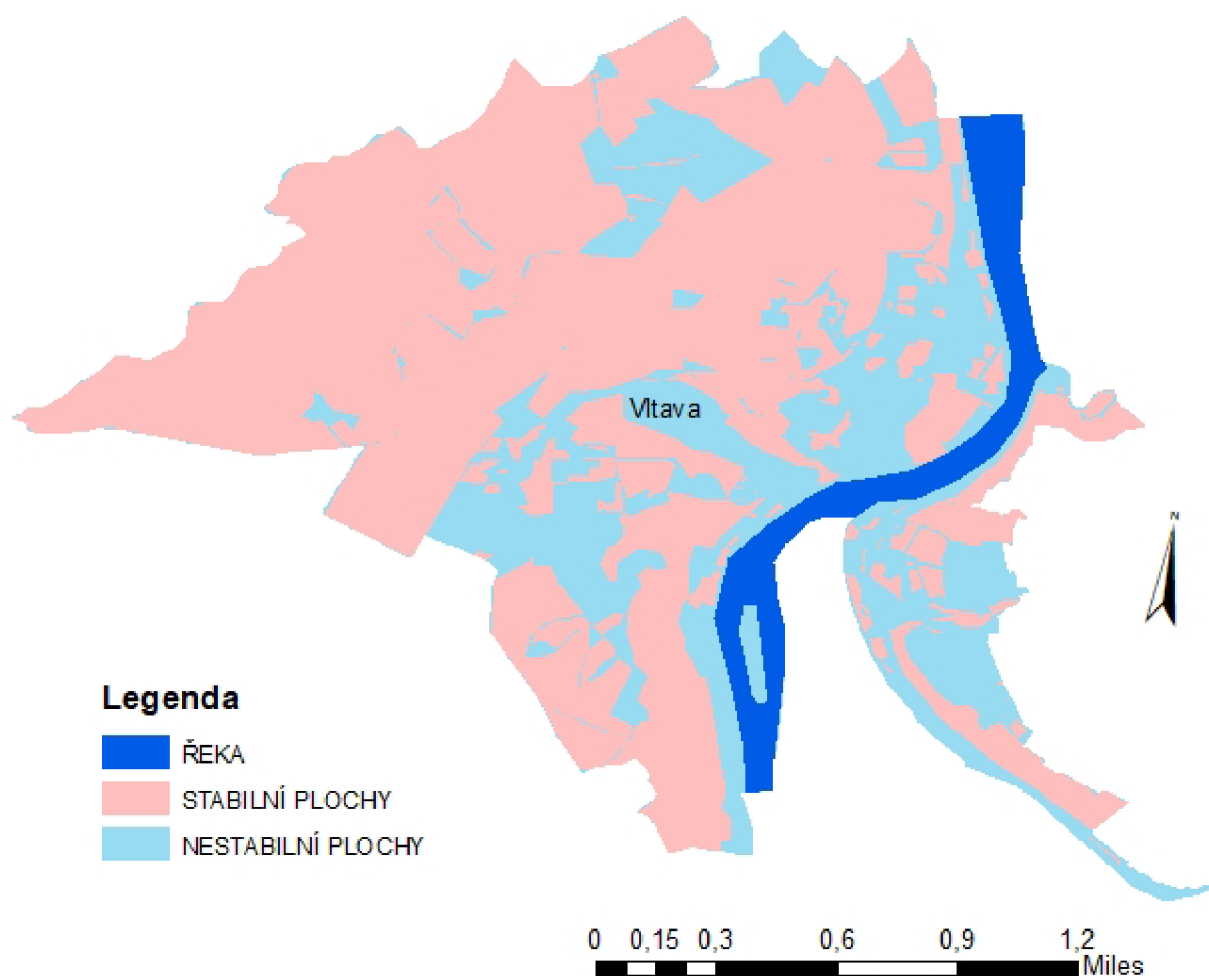 Vltava
N
Legenda
ŘEKA
STABILNÍ PLOCHY
NESTABILNÍ PLOCHY
0 0,15 0,3 0,6 0,9 1,2
Miles